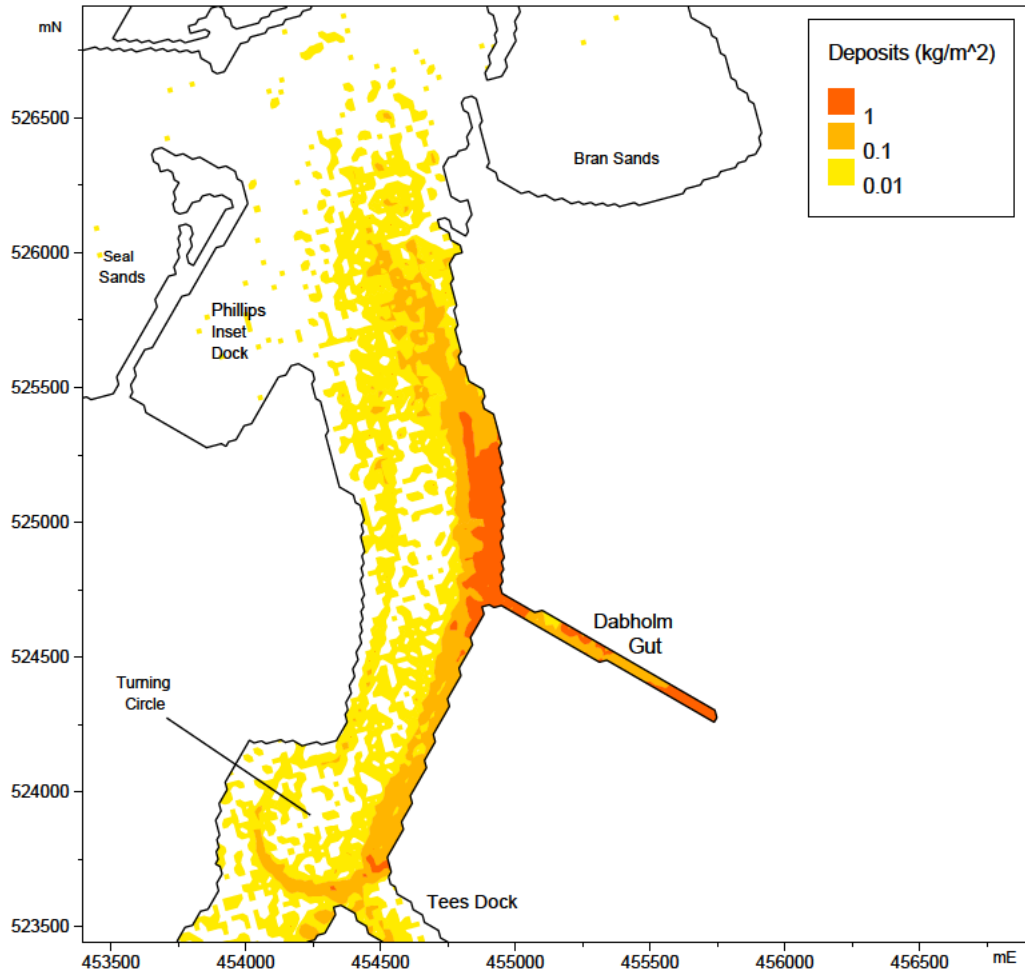 mN
Deposits (kg/m^2)
1
0.1
0.01
526500
Bran Sands
526000
Seal
Sands
Phillips
Inset
Dock
525500
525000
Dabholm
Gut
524500
Turning
Circle
524000
Tees Dock
523500
453500
454000
454500
455000
455500
456000
456500
mE